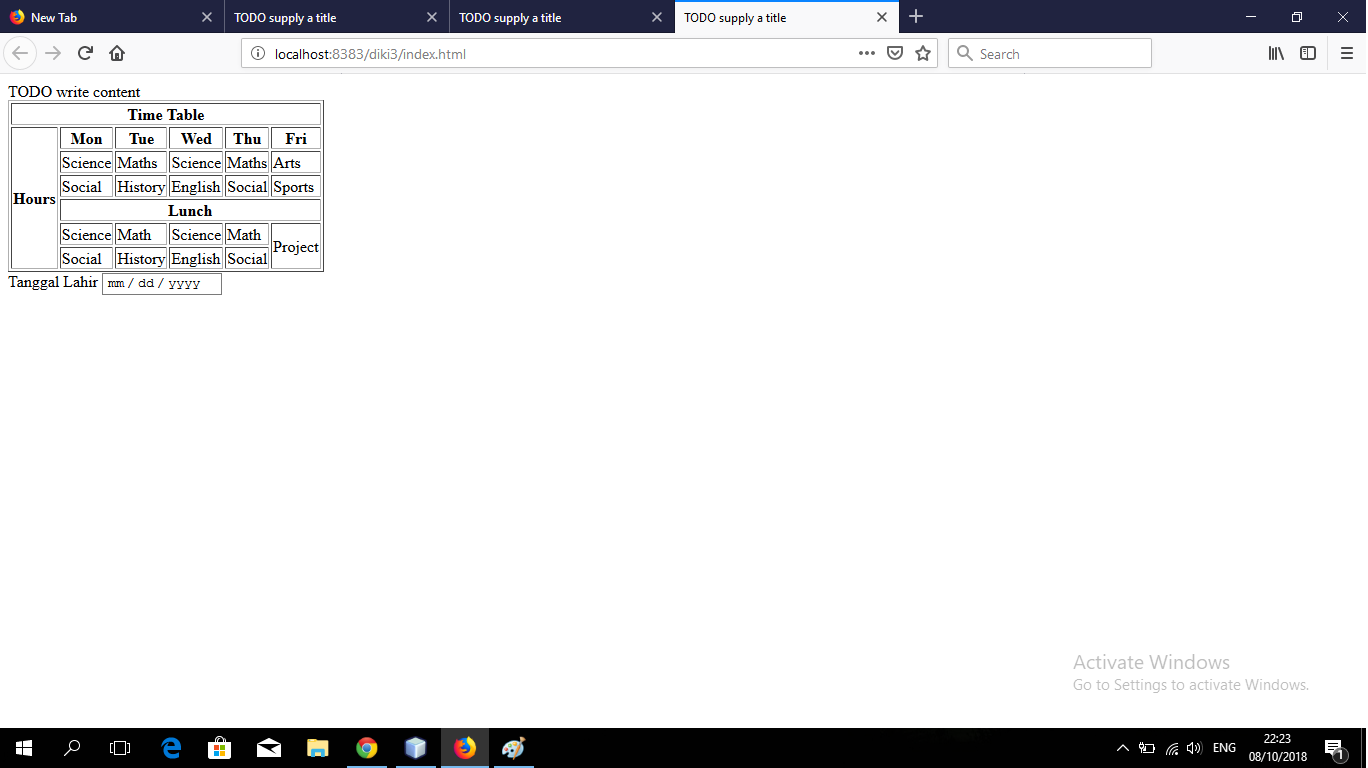 New Tab TODO supply a title TODO supply a title TODO supply a title
localhost:8383/diki3/index.html Search
TODO write content
Time Table
Hours Mon Tue Wed Thu Fri
Science Maths Science Maths Arts
Social History English Social Sports
Lunch
Science Math Science Math Project
Social History English Social
Tanggal Lahir mm / dd / yyyy
Activate Windows
Go to Settings to activate Windows.
ENG 22:23
08/10/2018 1